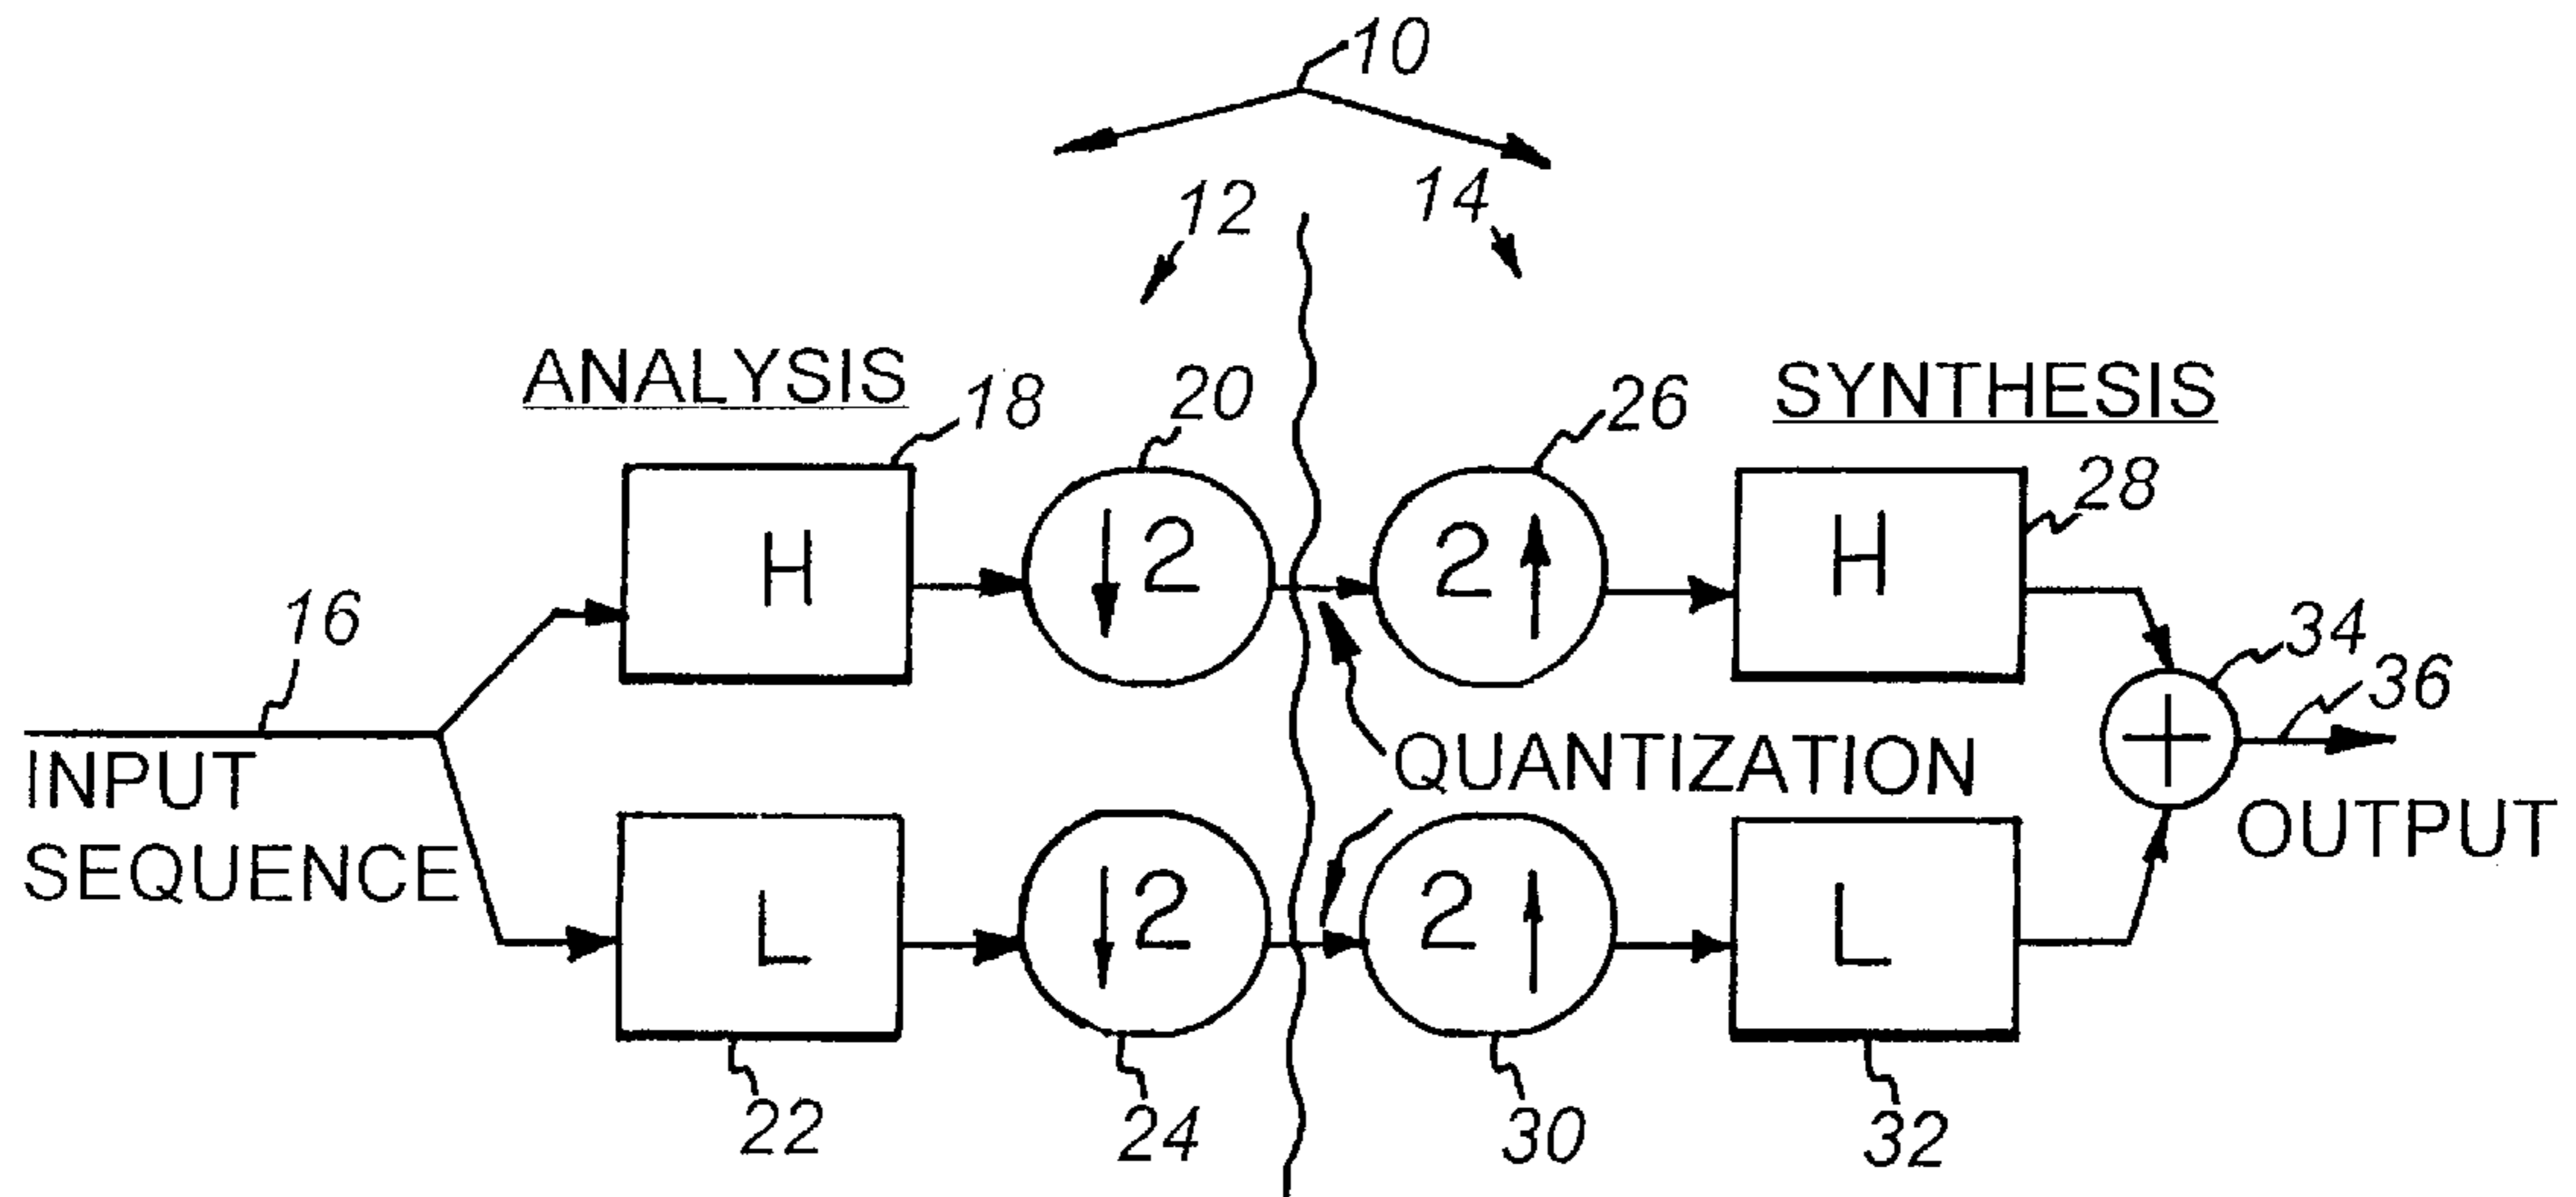 10
12
14
ANALYSIS
SYNTHESIS
18
20
26
28
H
↓2
2↑
H
16
34
36
INPUT
SEQUENCE
QUANTIZATION
+
OUTPUT
L
↓2
2↑
L
22
24
30
32